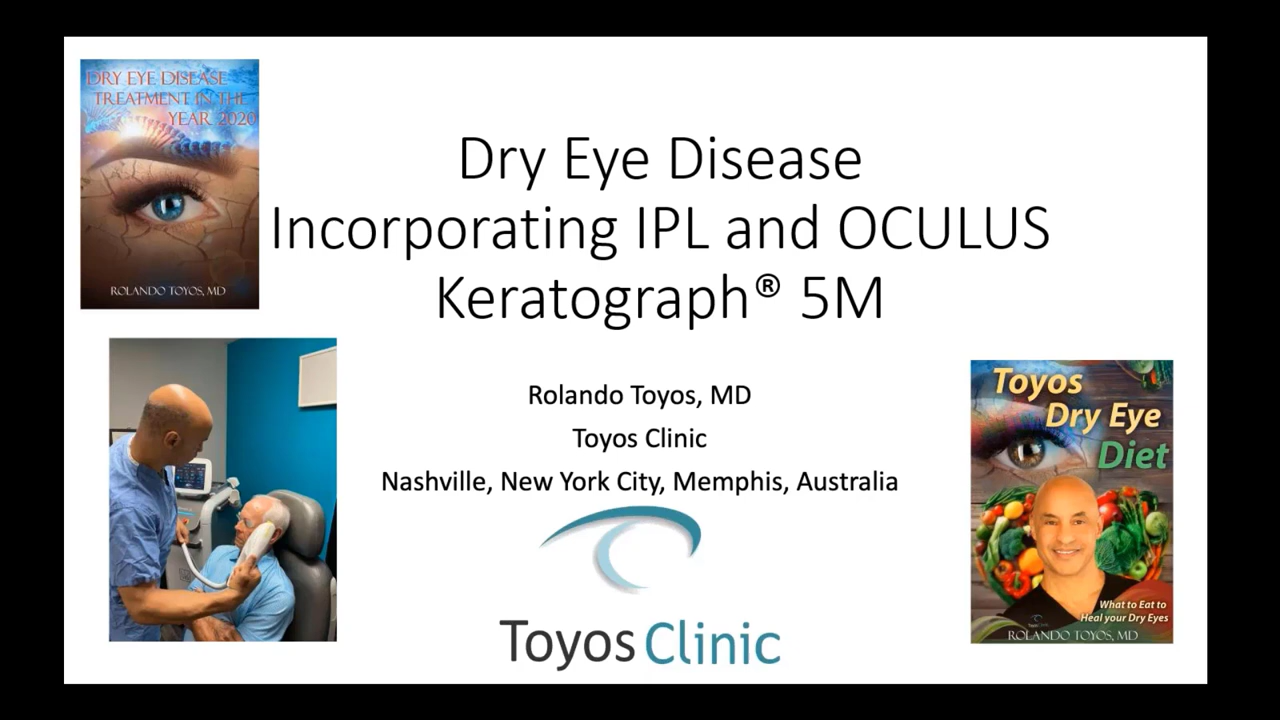 DRY EYE DISEASE
TREATMENT IN THE
YEAR 2020
ROLANDO TOYOS, MD
Dry Eye Disease
Incorporating IPL and OCULUS
Keratograph® 5M
Rolando Toyos, MD
Toyos Clinic
Nashville, New York City, Memphis, Australia
Toyos Clinic
Toyos
Dry Eye
Diet
What to Eat to
Heal your Dry Eyes
ROLANDO TOYOS, MD